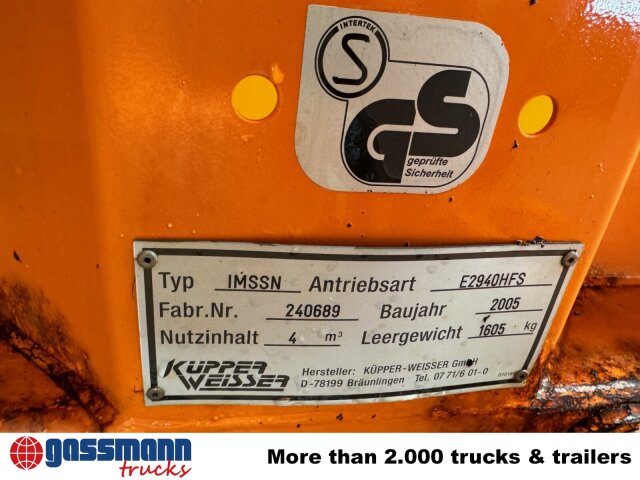 INTERTEK
S
GS
geprüfte
Sicherheit
Typ IMSSN Antriebsart E2940HFS
Fabr.Nr. 240689 Baujahr 2005
Nutzinhalt 4 m³ Leergewicht 1605 kg
KÜPPER
WEISSER
Hersteller: KÜPPER-WEISSER GmbH
D-78199 Bräunlingen Tel. 07 71/6 01-0
gassmann
trucks
More than 2.000 trucks & trailers